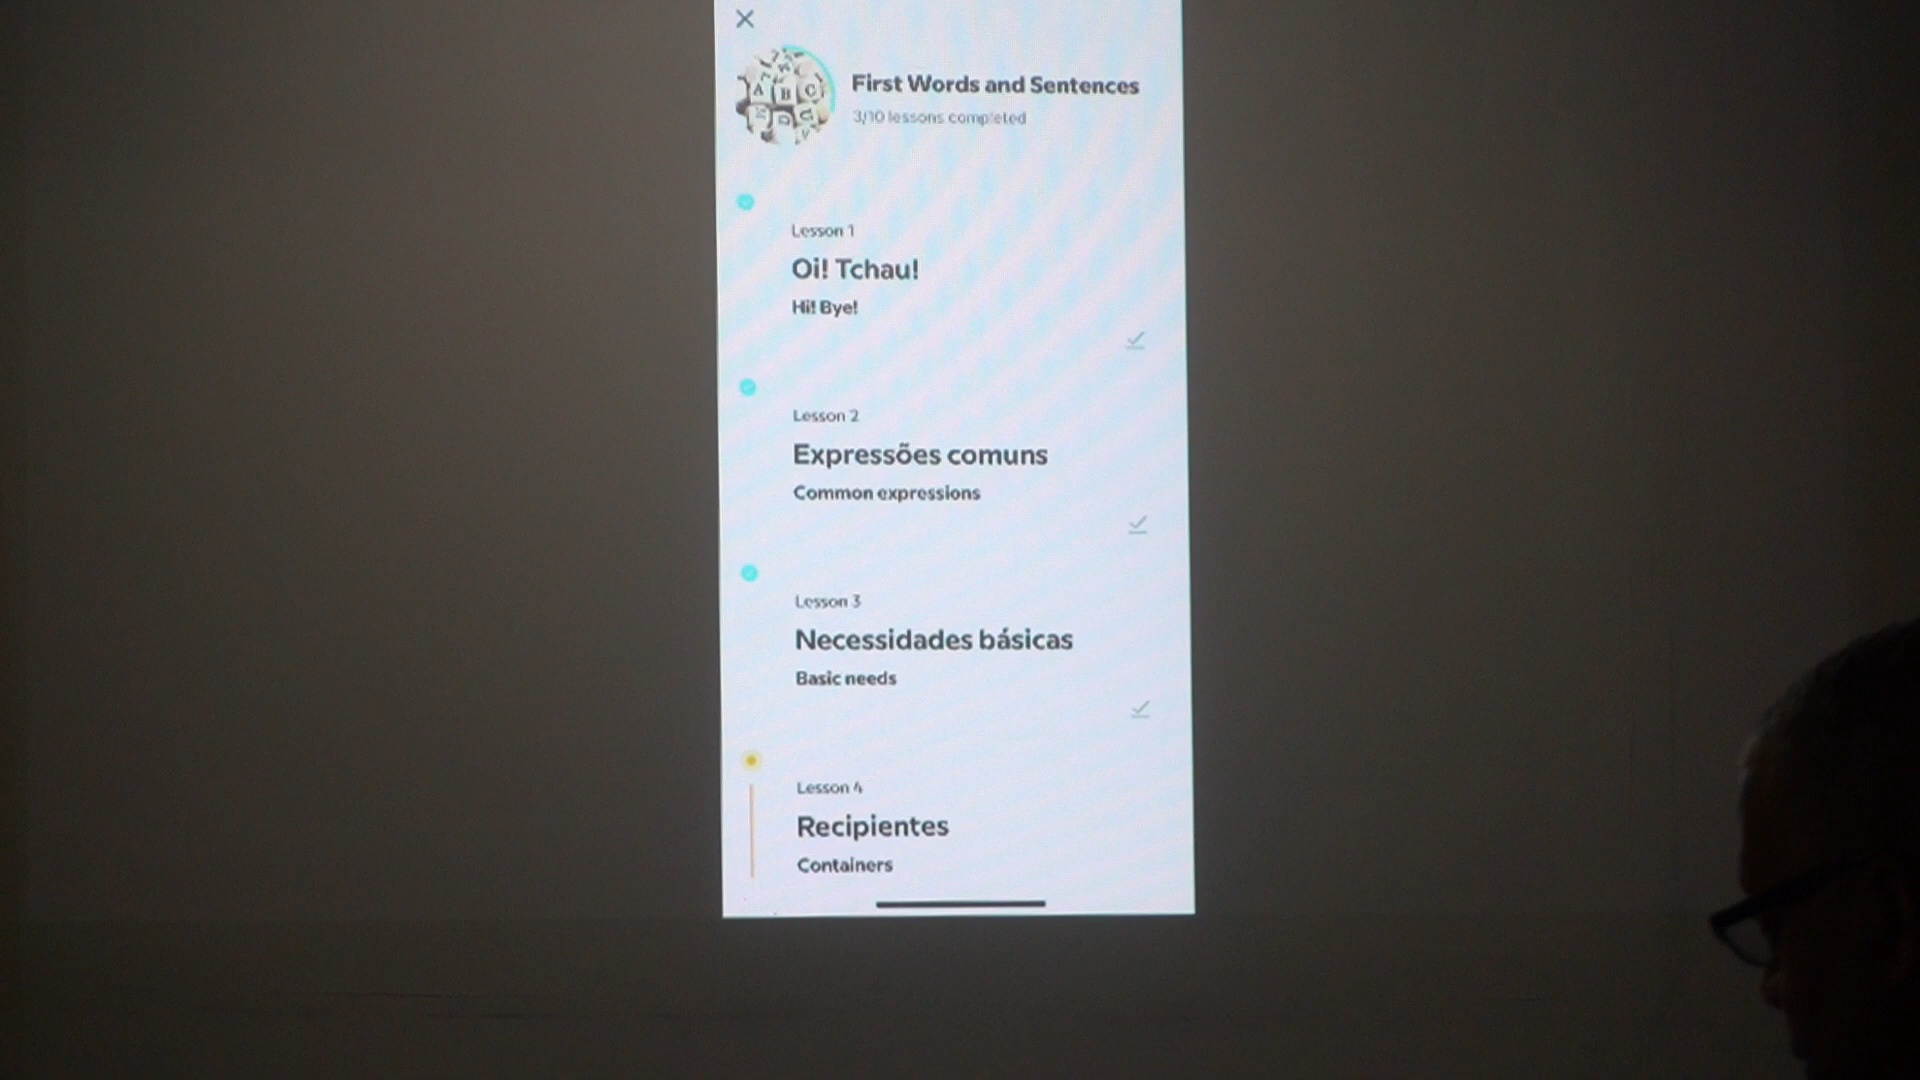 First Words and Sentences
3/10 lessons completed
A B C
Lesson 1
Oi! Tchau!
Hi! Bye!
Lesson 2
Expressões comuns
Common expressions
Lesson 3
Necessidades básicas
Basic needs
Lesson 4
Recipientes
Containers